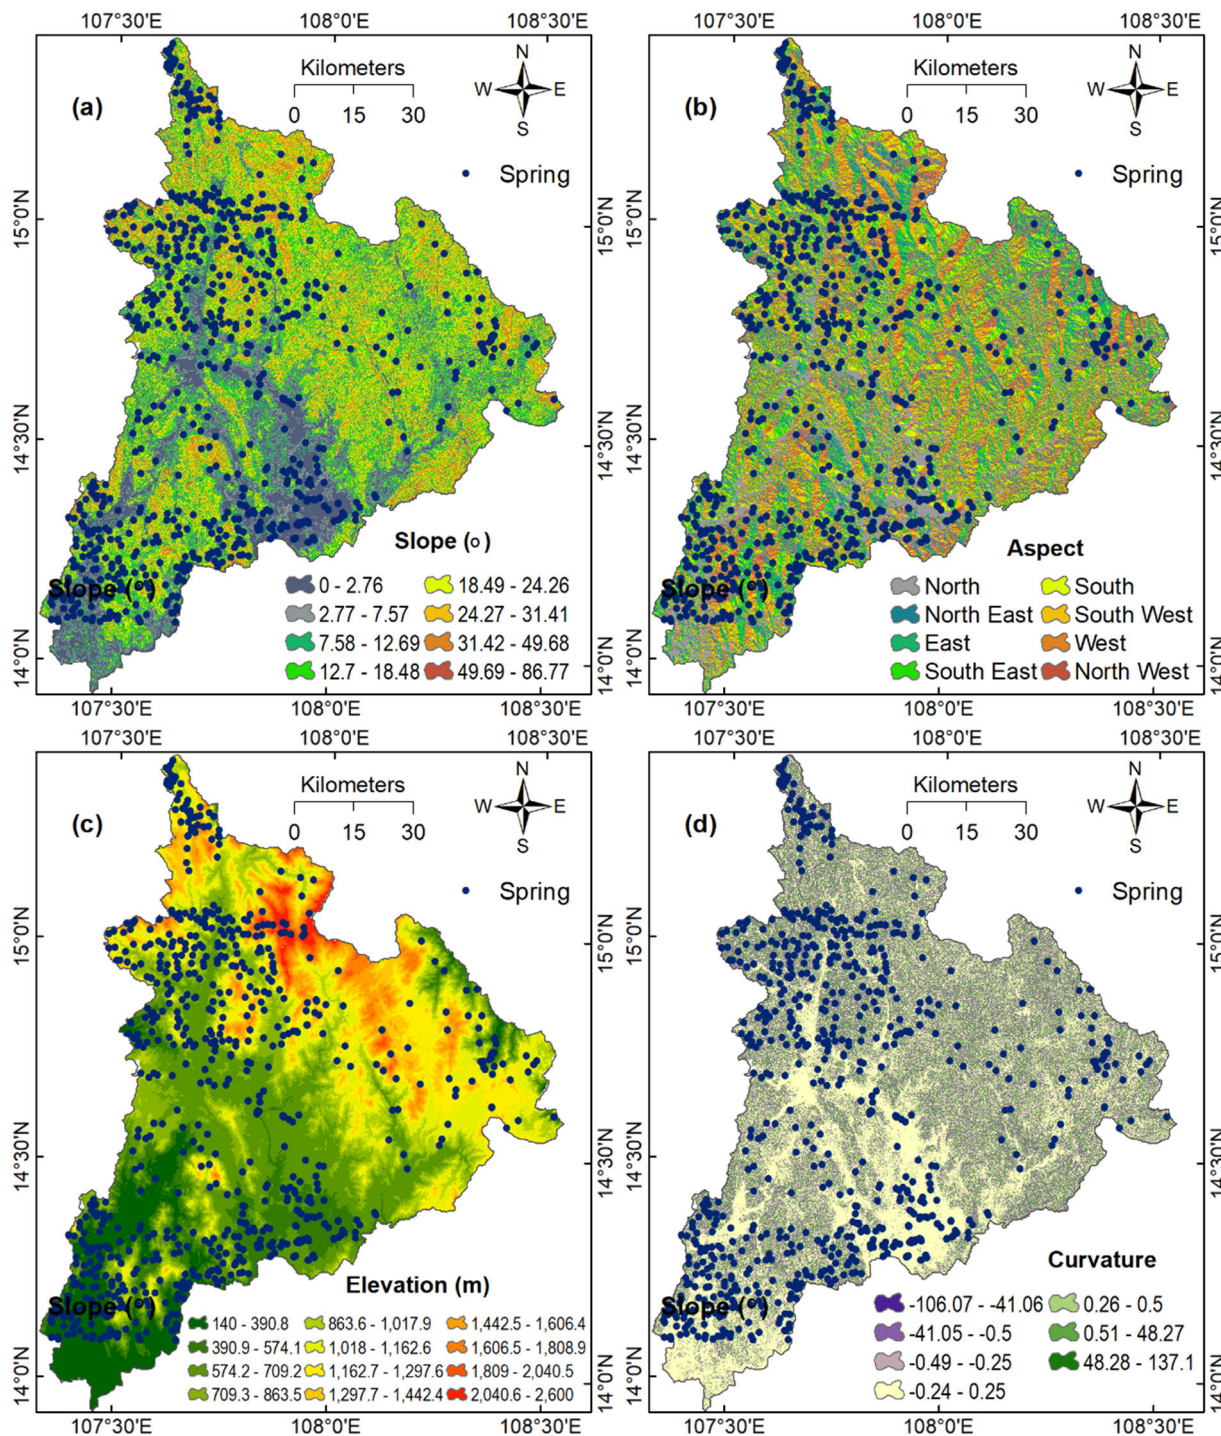 107°30'E 108°0'E 108°30'E 107°30'E 108°0'E 108°30'E
(a)
Kilometers
0 15 30
N
W E
S
Spring
15°0'N
14°30'N
14°0'N
15°0'N
14°30'N
14°0'N
Slope (°)
Slope (o)
0 - 2.76
2.77 - 7.57
7.58 - 12.69
12.7 - 18.48
18.49 - 24.26
24.27 - 31.41
31.42 - 49.68
49.69 - 86.77
(b)
Kilometers
0 15 30
N
W E
S
Spring
15°0'N
14°30'N
14°0'N
Slope (°)
Aspect
North
North East
East
South East
South
South West
West
North West
107°30'E 108°0'E 108°30'E 107°30'E 108°0'E 108°30'E
107°30'E 108°0'E 108°30'E 107°30'E 108°0'E 108°30'E
(c)
Kilometers
0 15 30
N
W E
S
Spring
15°0'N
14°30'N
14°0'N
15°0'N
14°30'N
14°0'N
Slope (°)
Elevation (m)
140 - 390.8
390.9 - 574.1
574.2 - 709.2
709.3 - 863.5
863.6 - 1,017.9
1,018 - 1,162.6
1,162.7 - 1,297.6
1,297.7 - 1,442.4
1,442.5 - 1,606.4
1,606.5 - 1,808.9
1,809 - 2,040.5
2,040.6 - 2,600
(d)
Kilometers
0 15 30
N
W E
S
Spring
15°0'N
14°30'N
14°0'N
Slope (°)
Curvature
-106.07 - -41.06
-41.05 - -0.5
-0.49 - -0.25
-0.24 - 0.25
0.26 - 0.5
0.51 - 48.27
48.28 - 137.1
107°30'E 108°0'E 108°30'E 107°30'E 108°0'E 108°30'E